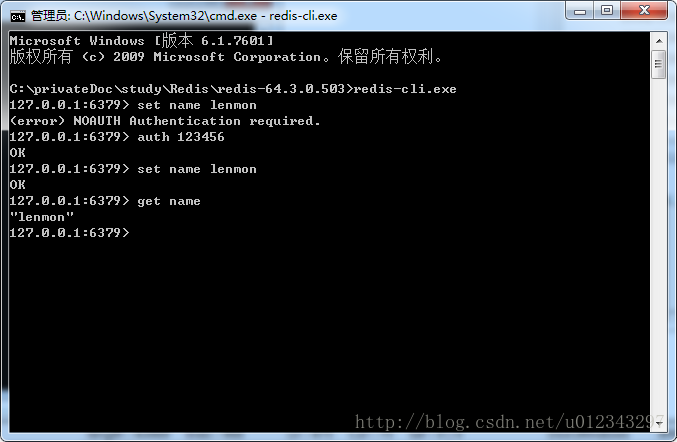 管理员: C:\Windows\System32\cmd.exe - redis-cli.exe
Microsoft Windows [版本 6.1.7601]
版权所有 (c) 2009 Microsoft Corporation。保留所有权利。
C:\privateDoc\study\Redis\redis-64.3.0.503>redis-cli.exe
127.0.0.1:6379> set name lenmon
(error) NOAUTH Authentication required.
127.0.0.1:6379> auth 123456
OK
127.0.0.1:6379> set name lenmon
OK
127.0.0.1:6379> get name
"lenmon"
127.0.0.1:6379>
http://blog.csdn.net/u012343297